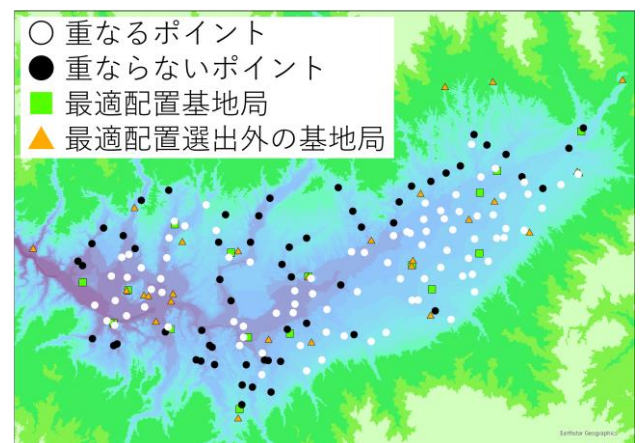 重なるポイント
重ならないポイント
最適配置基地局
最適配置選出外の基地局
Earthstar Geographics